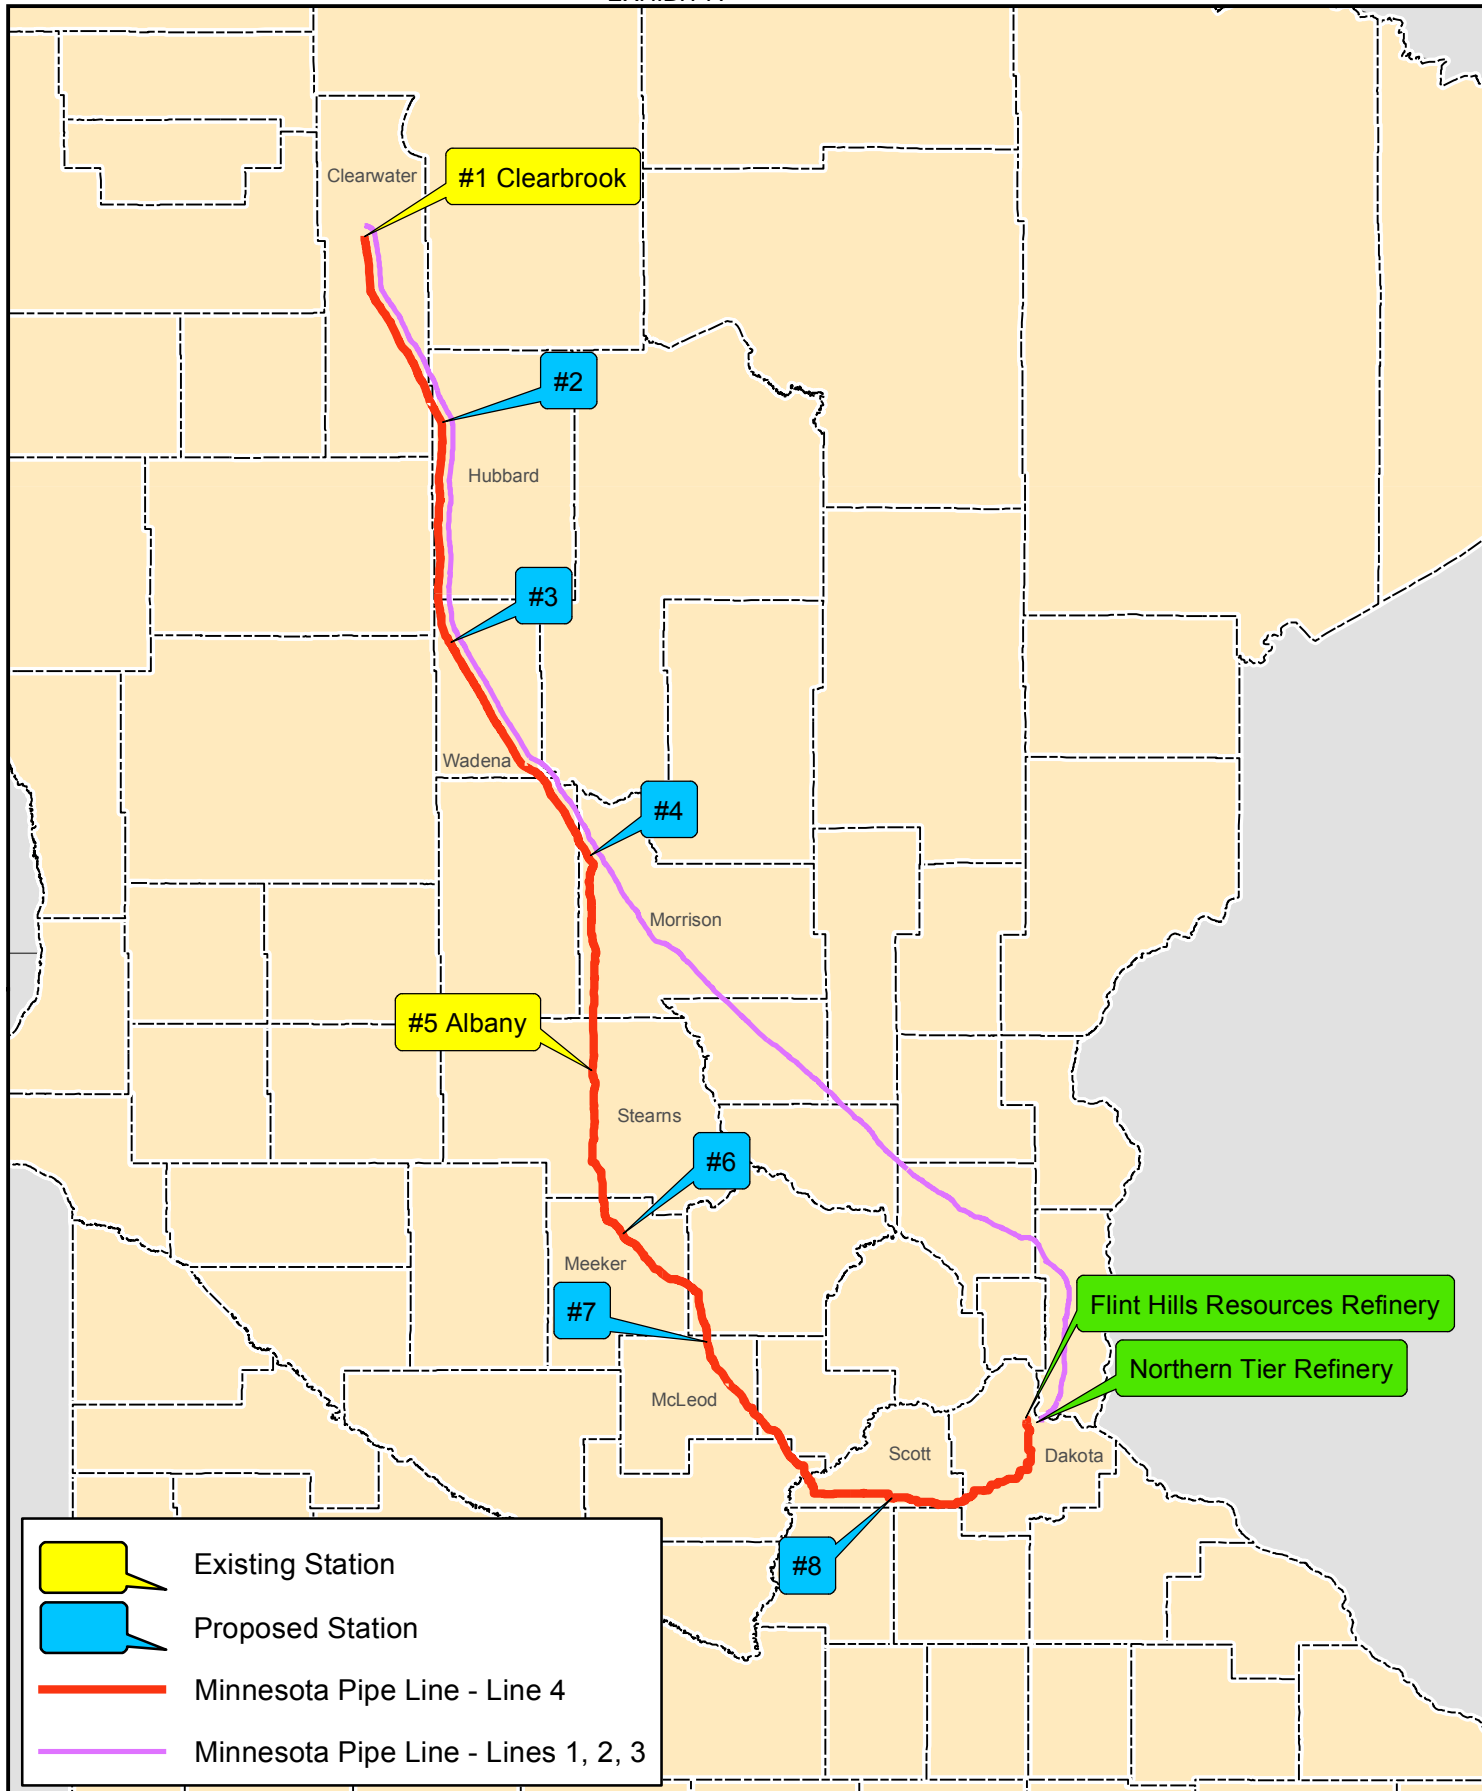 Clearwater
#1 Clearbrook
#2
Hubbard
#3
Wadena
#4
Morrison
#5 Albany
Stearns
#6
Meeker
#7
Flint Hills Resources Refinery
Northern Tier Refinery
McLeod
Scott
Dakota
#8
Existing Station
Proposed Station
Minnesota Pipe Line - Line 4
Minnesota Pipe Line - Lines 1, 2, 3